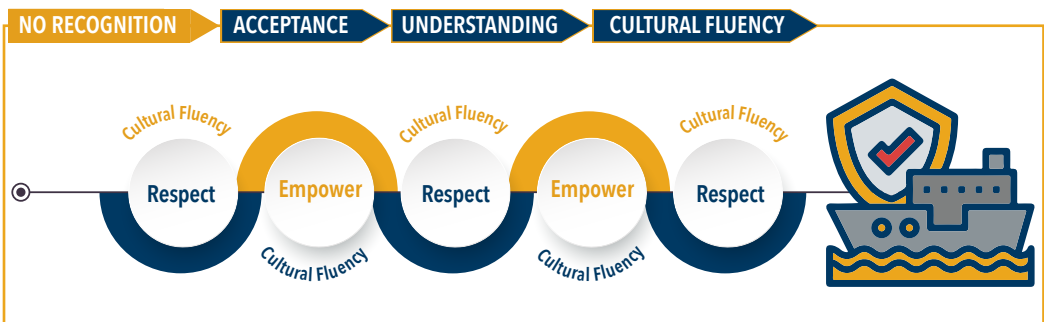 NO RECOGNITION
ACCEPTANCE
UNDERSTANDING
CULTURAL FLUENCY
Cultural Fluency
Respect
Empower
Cultural Fluency
Cultural Fluency
Respect
Empower
Cultural Fluency
Cultural Fluency
Respect